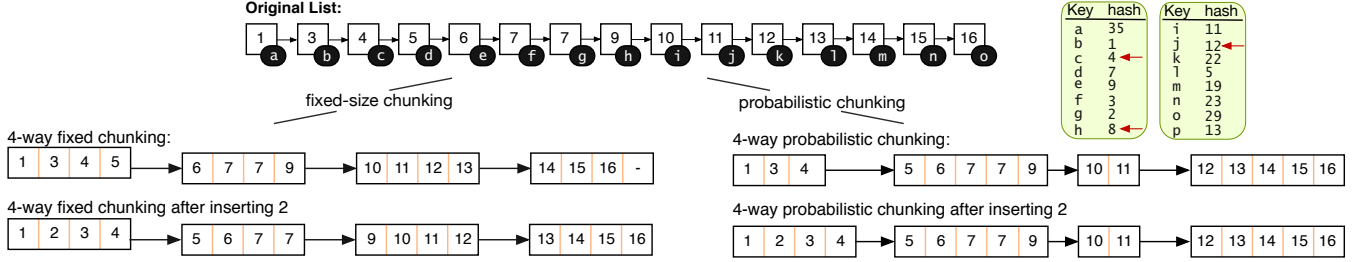 Original List:
1 3 4 5 6 7 7 9 10 11 12 13 14 15 16
a b c d e f g h i j k l m n o
fixed-size chunking
probabilistic chunking
Key hash
a 35
b 1
c 4
d 7
e 9
f 3
g 2
h 8
Key hash
i 11
j 12
k 22
l 5
m 19
n 23
o 29
p 13
4-way fixed chunking:
1 3 4 5 6 7 7 9 10 11 12 13 14 15 16 -
4-way fixed chunking after inserting 2
1 2 3 4 5 6 7 7 9 10 11 12 13 14 15 16
4-way probabilistic chunking:
1 3 4 5 6 7 7 9 10 11 12 13 14 15 16
4-way probabilistic chunking after inserting 2
1 2 3 4 5 6 7 7 9 10 11 12 13 14 15 16